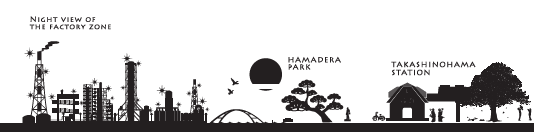 NIGHT VIEW OF
THE FACTORY ZONE
HAMADERA
PARK
TAKASHINOHAMA
STATION